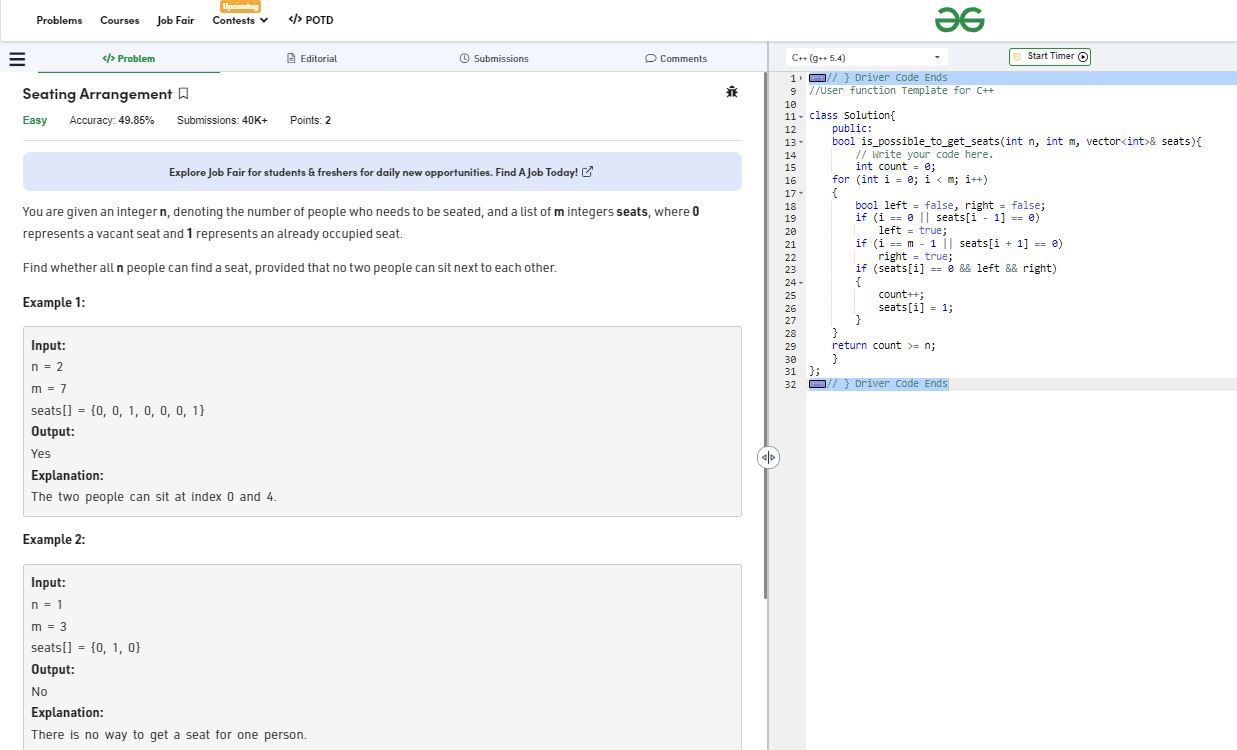 Upcoming
Problems Courses Job Fair Contests </> POTD
</> Problem Editorial Submissions Comments
C++ (g++ 5.4) Start Timer
Seating Arrangement
Easy Accuracy: 49.85% Submissions: 40K+ Points: 2
Explore Job Fair for students & freshers for daily new opportunities. Find A Job Today!
You are given an integer n, denoting the number of people who needs to be seated, and a list of m integers seats, where 0
represents a vacant seat and 1 represents an already occupied seat.
Find whether all n people can find a seat, provided that no two people can sit next to each other.
Example 1:
Input:
n = 2
m = 7
seats[] = {0, 0, 1, 0, 0, 0, 1}
Output:
Yes
Explanation:
The two people can sit at index 0 and 4.
Example 2:
Input:
n = 1
m = 3
seats[] = {0, 1, 0}
Output:
No
Explanation:
There is no way to get a seat for one person.
1 // } Driver Code Ends
9 //User function Template for C++
10
11 class Solution{
12 public:
13 bool is_possible_to_get_seats(int n, int m, vector<int>& seats){
14 // Write your code here.
15 int count = 0;
16 for (int i = 0; i < m; i++)
17 {
18 bool left = false, right = false;
19 if (i == 0 || seats[i - 1] == 0)
20 left = true;
21 if (i == m - 1 || seats[i + 1] == 0)
22 right = true;
23 if (seats[i] == 0 && left && right)
24 {
25 count++;
26 seats[i] = 1;
27 }
28 }
29 return count >= n;
30 }
31 };
32 // } Driver Code Ends